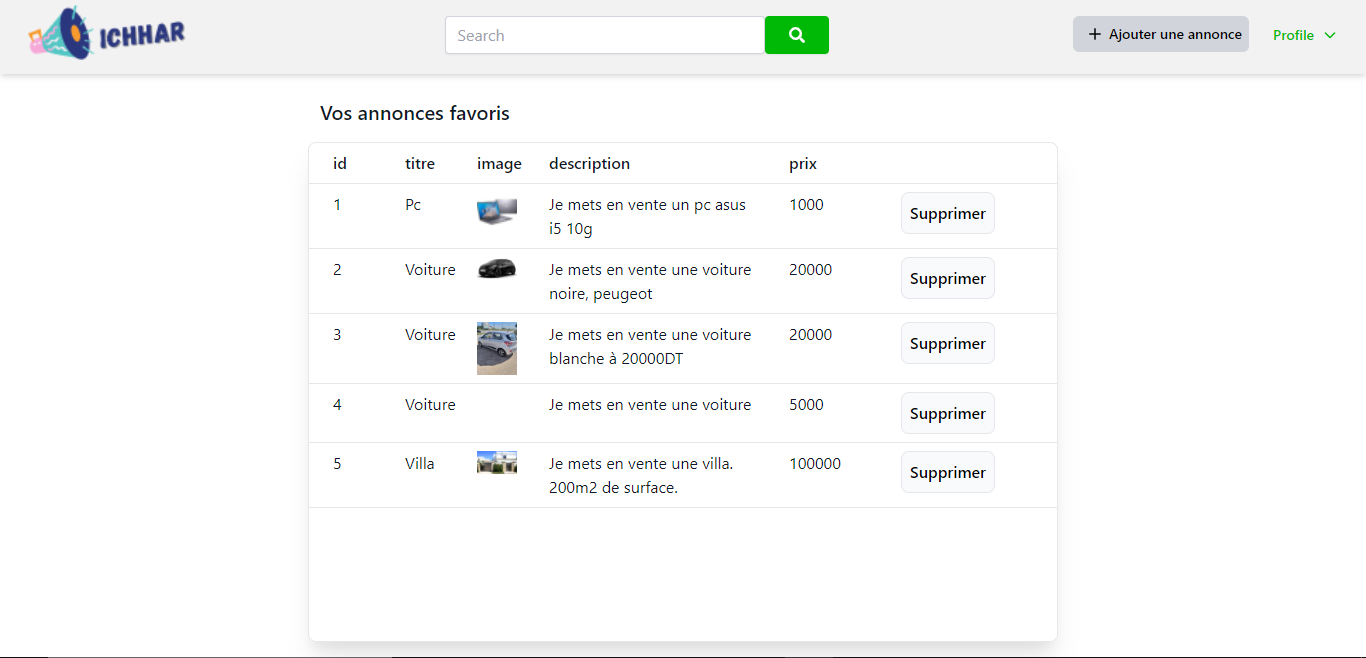 ICHHAR
Search
Ajouter une annonce
Profile
Vos annonces favoris
id titre image description prix
1 Pc Je mets en vente un pc asus 1000 Supprimer
i5 10g
2 Voiture Je mets en vente une voiture 20000 Supprimer
noire, peugeot
3 Voiture Je mets en vente une voiture 20000 Supprimer
blanche à 20000DT
4 Voiture Je mets en vente une voiture 5000 Supprimer
5 Villa Je mets en vente une villa. 100000 Supprimer
200m2 de surface.